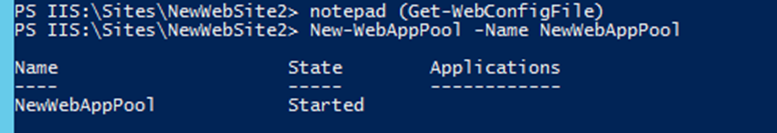 PS IIS:\Sites\NewWebSite2> notepad (Get-WebConfigFile)
PS IIS:\Sites\NewWebSite2> New-WebAppPool -Name NewWebAppPool
Name                     State        Applications
----                     -----        ------------
NewWebAppPool            Started